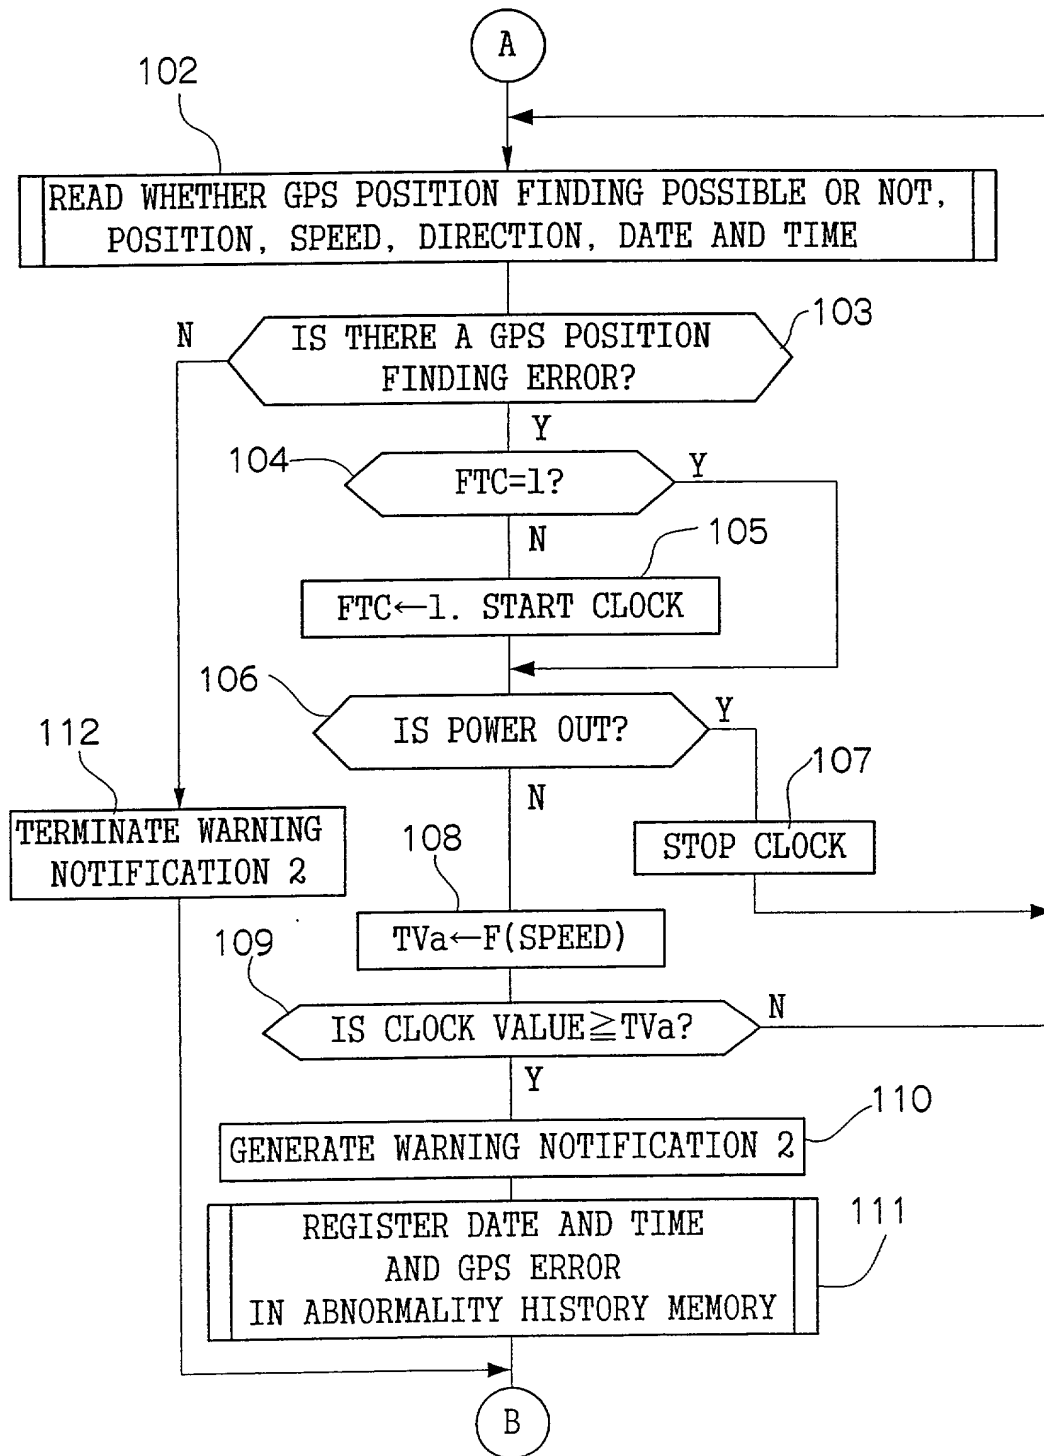 A
102
READ WHETHER GPS POSITION FINDING POSSIBLE OR NOT,
POSITION, SPEED, DIRECTION, DATE AND TIME
103
N
IS THERE A GPS POSITION
FINDING ERROR?
Y
104
FTC=1?
Y
N
105
FTC←1. START CLOCK
106
IS POWER OUT?
Y
112
107
N
TERMINATE WARNING
NOTIFICATION 2
STOP CLOCK
108
TVa←F(SPEED)
109
IS CLOCK VALUE≧TVa?
N
Y
110
GENERATE WARNING NOTIFICATION 2
111
REGISTER DATE AND TIME
AND GPS ERROR
IN ABNORMALITY HISTORY MEMORY
B